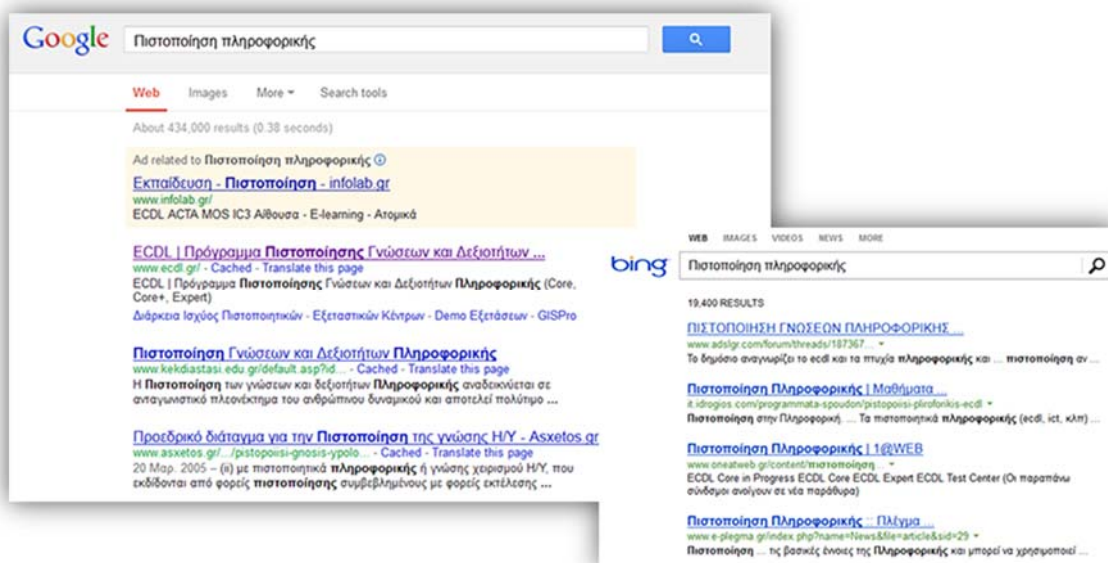 Google Πιστοποίηση πληροφορικής
Web Images More Search tools
About 434,000 results (0.38 seconds)
Ad related to Πιστοποίηση πληροφορικής
Εκπαίδευση - Πιστοποίηση - infolab.gr
www.infolab.gr/
ECDL ACTA MOS IC3 Αίθουσα - E-learning - Ατομικά
ECDL | Πρόγραμμα Πιστοποίησης Γνώσεων και Δεξιοτήτων ...
www.ecdl.gr/ - Cached - Translate this page
ECDL | Πρόγραμμα Πιστοποίησης Γνώσεων και Δεξιοτήτων Πληροφορικής (Core,
Core+, Expert)
Διάρκεια Ισχύος Πιστοποιητικών - Εξεταστικών Κέντρων - Demo Εξετάσεων - GISPro
Πιστοποίηση Γνώσεων και Δεξιοτήτων Πληροφορικής
www.kekdiastasi.edu.gr/default.asp?id... - Cached - Translate this page
Η Πιστοποίηση των γνώσεων και δεξιοτήτων Πληροφορικής αναδεικνύεται σε
ανταγωνιστικό πλεονέκτημα του ανθρώπινου δυναμικού και αποτελεί πολύτιμο ...
Προεδρικό διάταγμα για την Πιστοποίηση της γνώσης Η/Υ - Asxetos.gr
www.asxetos.gr/.../pistopoiisi-gnosis-ypolo... - Cached - Translate this page
20 Μαρ. 2005 – (ii) με πιστοποιητικά πληροφορικής ή γνώσης χειρισμού Η/Υ, που
εκδίδονται από φορείς πιστοποίησης συμβεβλημένους με φορείς εκτέλεσης ...
WEB IMAGES VIDEOS NEWS MORE
bing Πιστοποίηση πληροφορικής
19,400 RESULTS
ΠΙΣΤΟΠΟΙΗΣΗ ΓΝΩΣΕΩΝ ΠΛΗΡΟΦΟΡΙΚΗΣ ...
www.adslgr.com/forum/threads/187367...
Το δημόσιο αναγνωρίζει το ecdl και τα πτυχία πληροφορικής και ... πιστοποίηση αν ...
Πιστοποίηση Πληροφορικής | Μαθήματα ...
it.idrogios.com/programmata-spoudon/pistopoiisi-pliroforikis-ecdl
Πιστοποίηση στην Πληροφορική. ... Τα πιστοποιητικά πληροφορικής (ecdl, ict, κλπ) ...
Πιστοποίηση Πληροφορικής | 1@WEB
www.oneatweb.gr/content/πιστοποίηση...
ECDL Core in Progress ECDL Core ECDL Expert ECDL Test Center (Οι παραπάνω
σύνδσμοι ανοίγουν σε νέα παράθυρα)
Πιστοποίηση Πληροφορικής :: Πλέγμα ...
www.e-plegma.gr/index.php?name=News&file=article&sid=29
Πιστοποίηση ... τις βασικές έννοιες της Πληροφορικής και μπορεί να χρησιμοποιεί ...